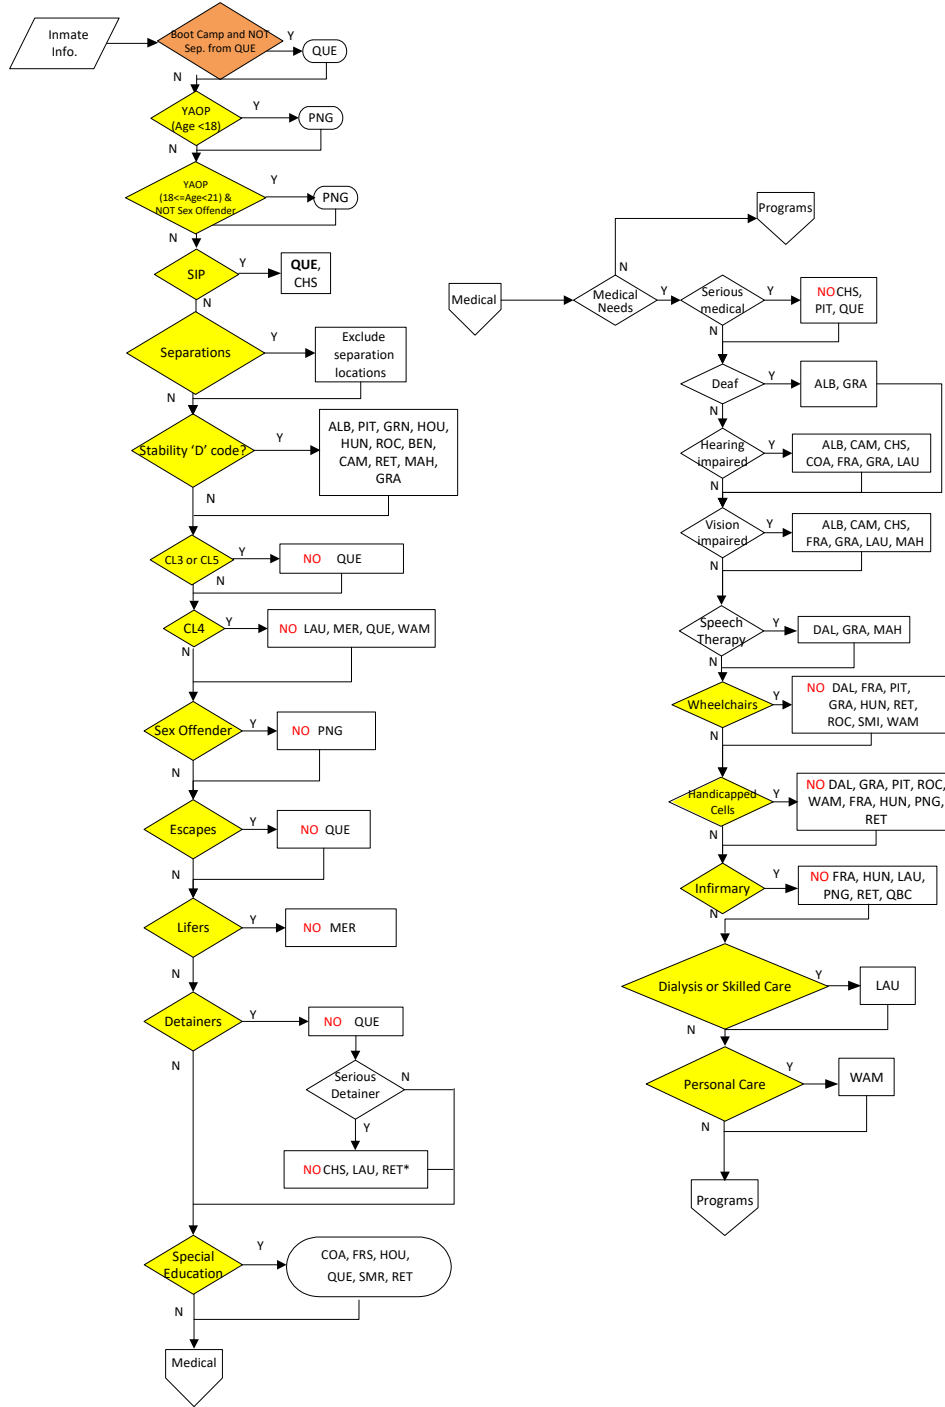 Inmate
Info.
Boot Camp and NOT
Sep. from QUE
Y
QUE
N
YAOP
(Age <18)
Y
PNG
N
YAOP
(18<=Age<21) &
NOT Sex Offender
Y
PNG
N
SIP
Y
QUE,
CHS
N
Separations
Y
Exclude
separation
locations
N
Stability ‘D’ code?
Y
ALB, PIT, GRN, HOU,
HUN, ROC, BEN,
CAM, RET, MAH,
GRA
N
CL3 or CL5
Y
NO QUE
N
CL4
Y
NO LAU, MER, QUE, WAM
N
Sex Offender
Y
NO PNG
N
Escapes
Y
NO QUE
N
Lifers
Y
NO MER
N
Detainers
Y
NO QUE
N
Serious
Detainer
N
Y
NO CHS, LAU, RET*
Special
Education
Y
COA, FRS, HOU,
QUE, SMR, RET
N
Medical
Programs
N
Medical
Medical
Needs
Y
Serious
medical
Y
NO CHS,
PIT, QUE
N
Deaf
Y
ALB, GRA
N
Hearing
impaired
Y
ALB, CAM, CHS,
COA, FRA, GRA, LAU
N
Vision
impaired
Y
ALB, CAM, CHS,
FRA, GRA, LAU, MAH
N
Speech
Therapy
Y
DAL, GRA, MAH
N
Wheelchairs
Y
NO DAL, FRA, PIT,
GRA, HUN, RET,
ROC, SMI, WAM
N
Handicapped
Cells
Y
NO DAL, GRA, PIT, ROC,
WAM, FRA, HUN, PNG,
RET
N
Infirmary
Y
NO FRA, HUN, LAU,
PNG, RET, QBC
N
Dialysis or Skilled Care
Y
LAU
N
Personal Care
Y
WAM
N
Programs